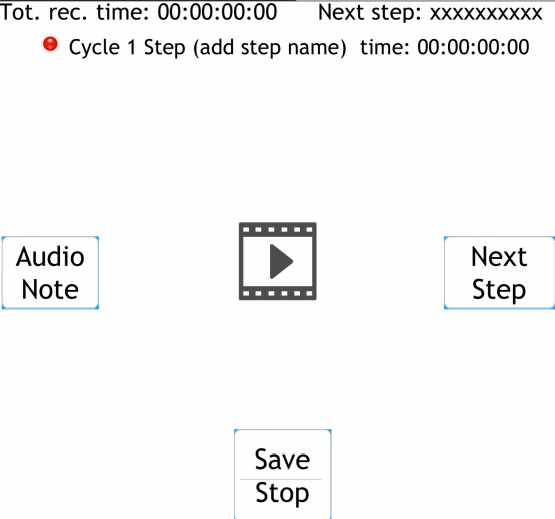 Tot. rec. time: 00:00:00:00 Next step: xxxxxxxxxx
Cycle 1 Step (add step name) time: 00:00:00:00
Audio
Note
Next
Step
Save
Stop